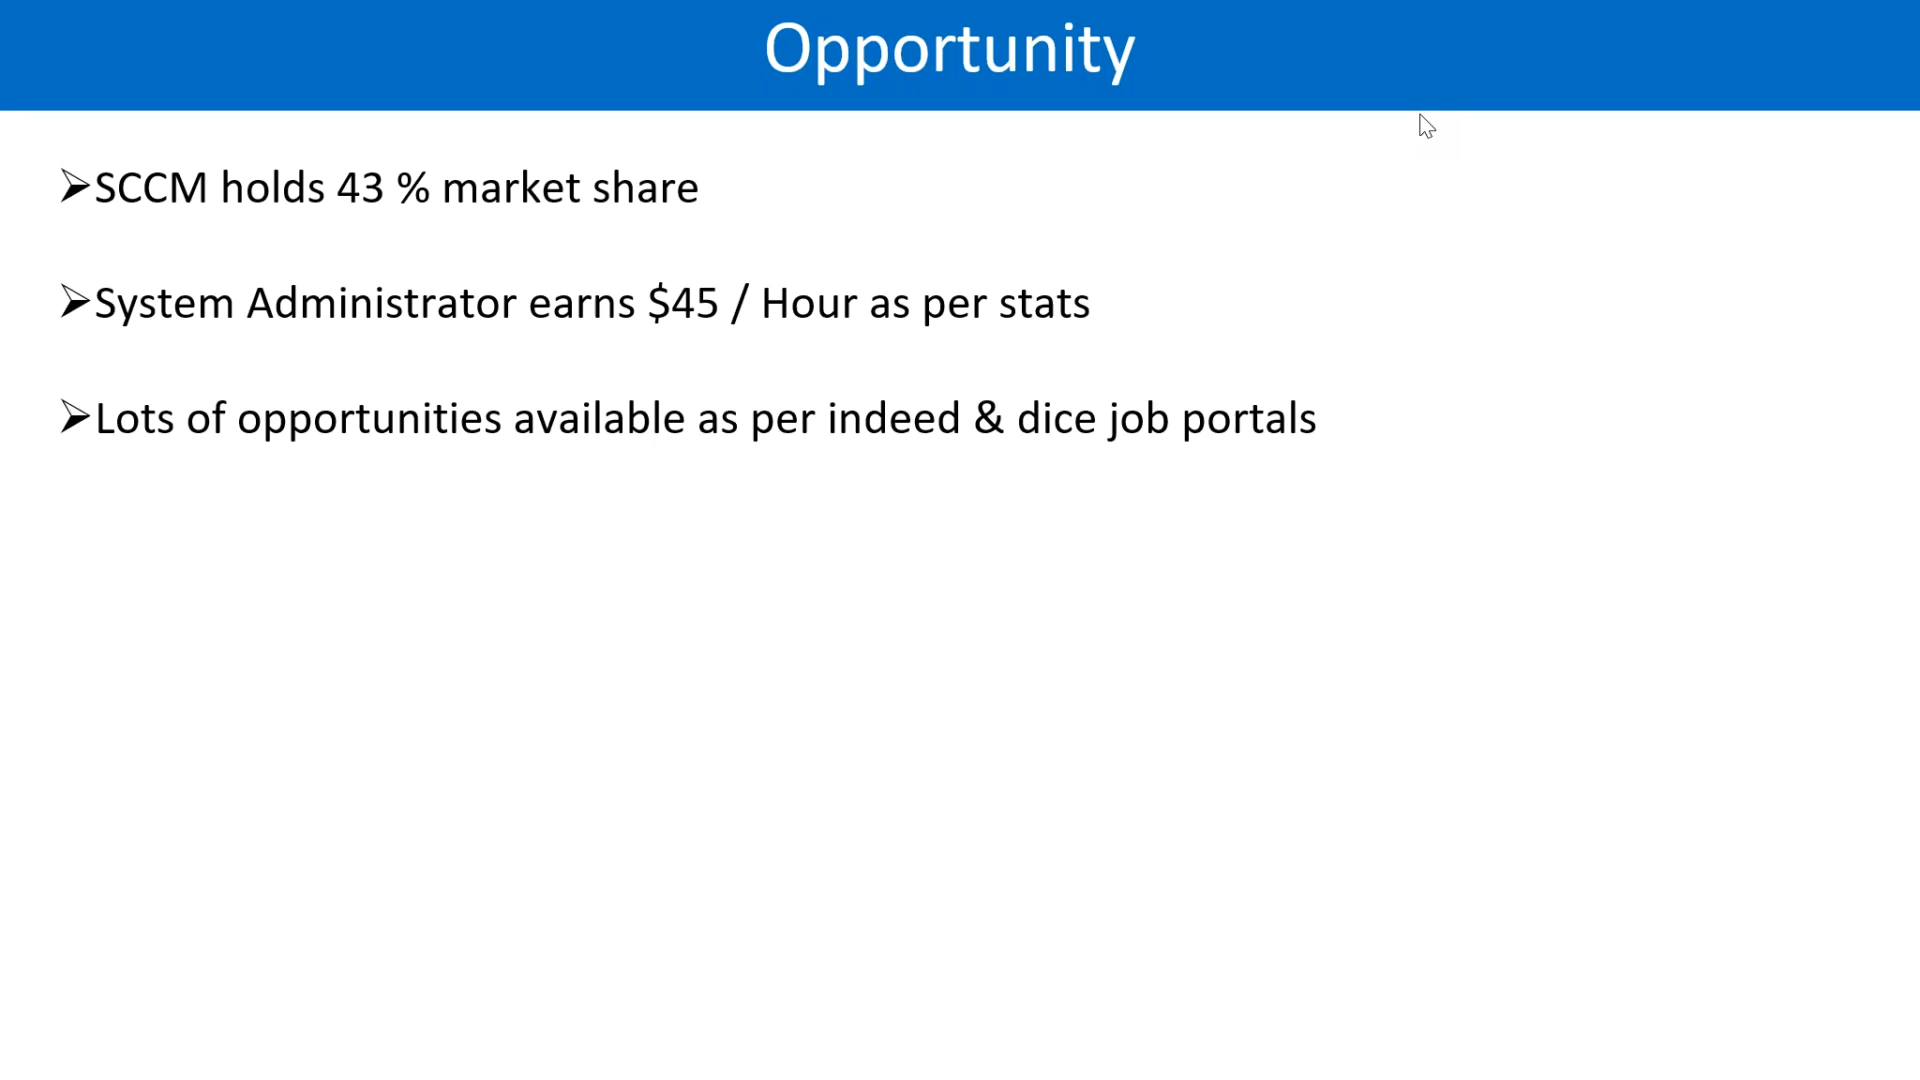 Opportunity
➢SCCM holds 43 % market share
➢System Administrator earns $45 / Hour as per stats
➢Lots of opportunities available as per indeed & dice job portals